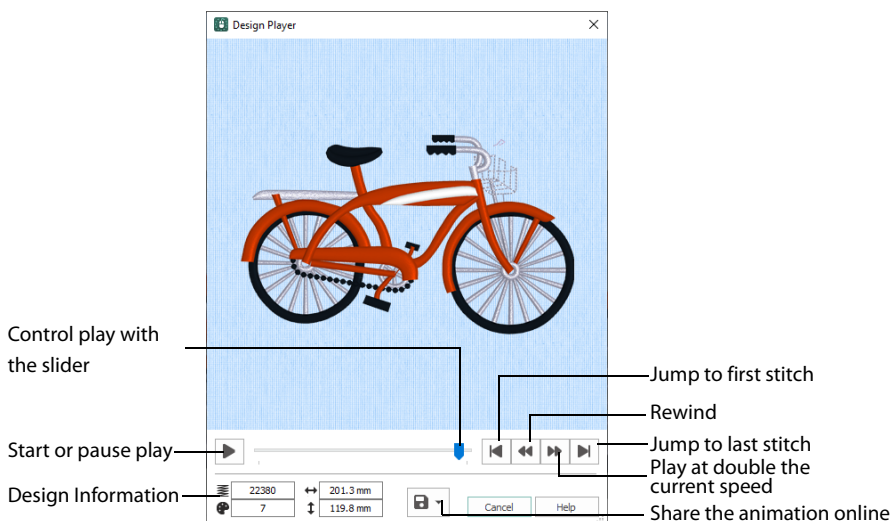 Design Player
Control play with
the slider
Jump to first stitch
Rewind
Start or pause play
Jump to last stitch
Play at double the
current speed
Design Information
22380
201.3 mm
7
119.8 mm
Cancel
Help
Share the animation online